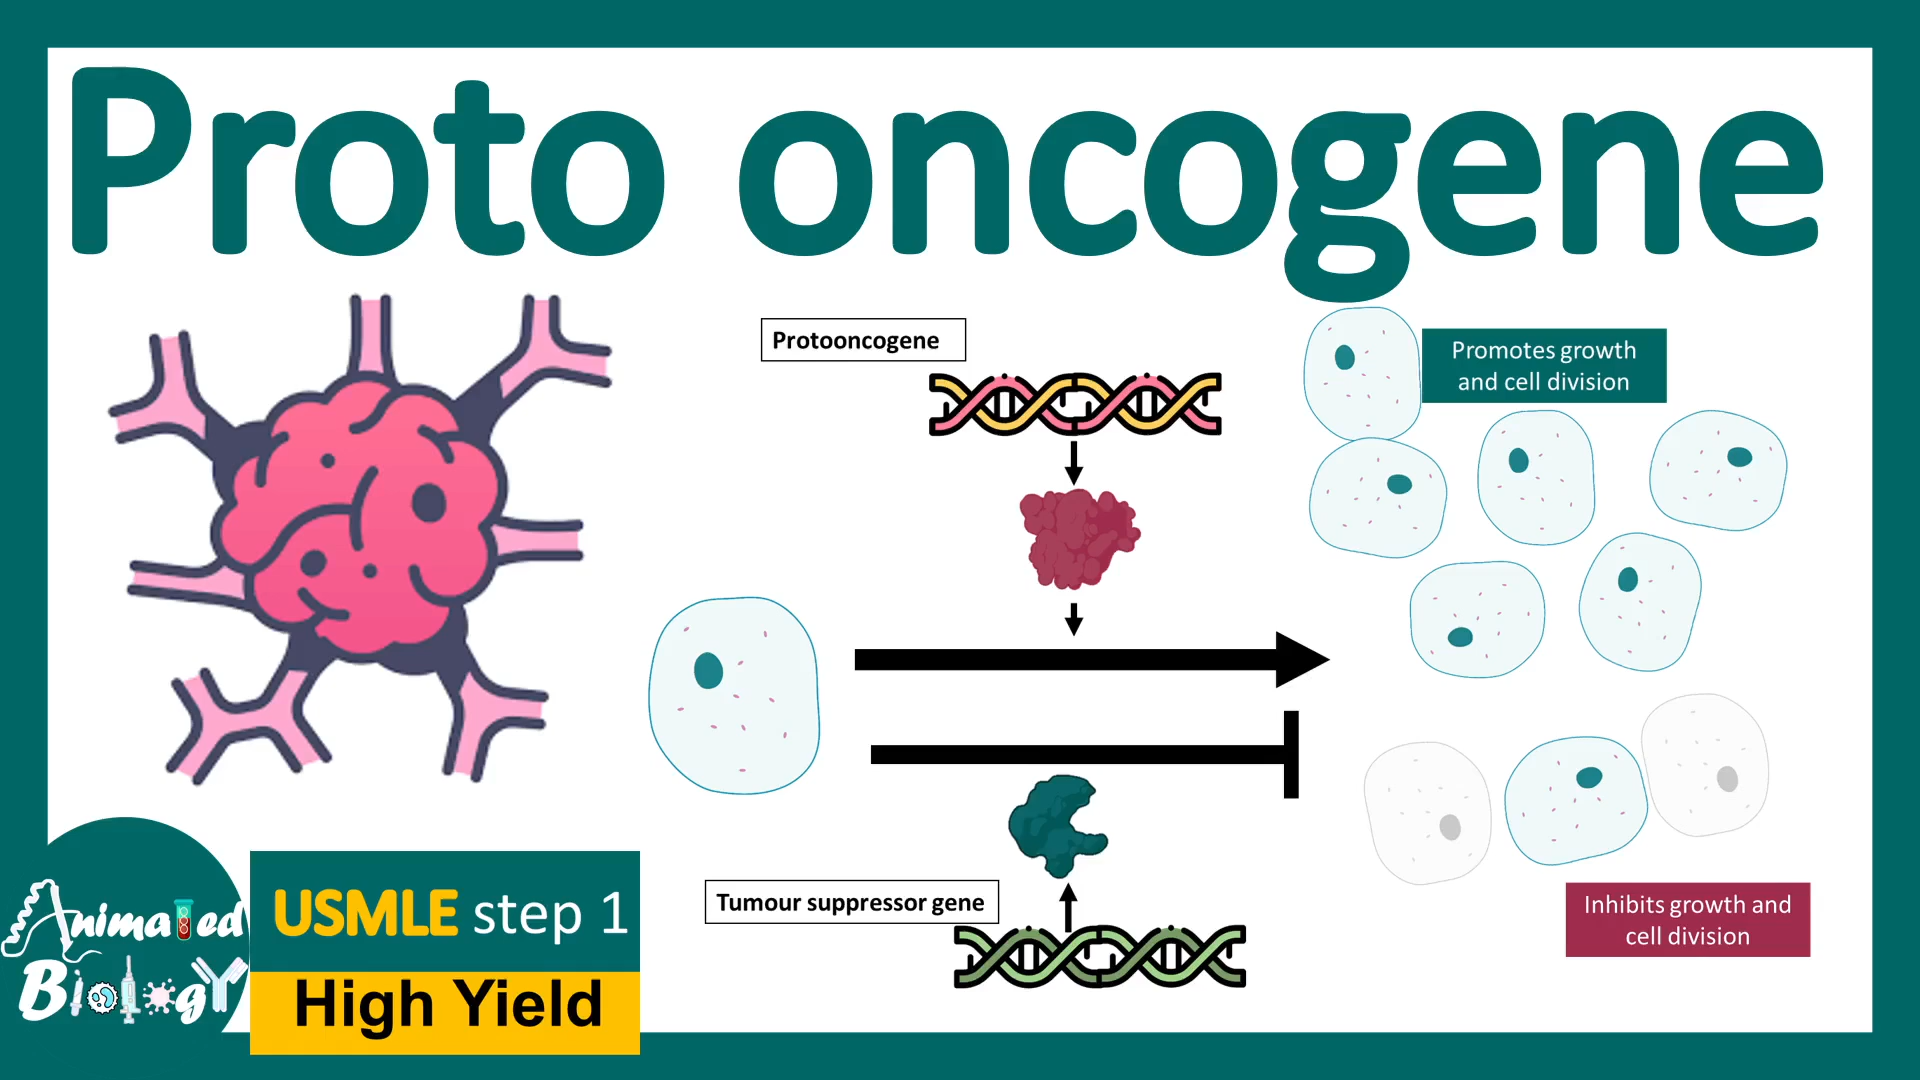 Proto oncogene
Protooncogene
Promotes growth
and cell division
Tumour suppressor gene
Inhibits growth and
cell division
Animated
Biology
USMLE step 1
High Yield